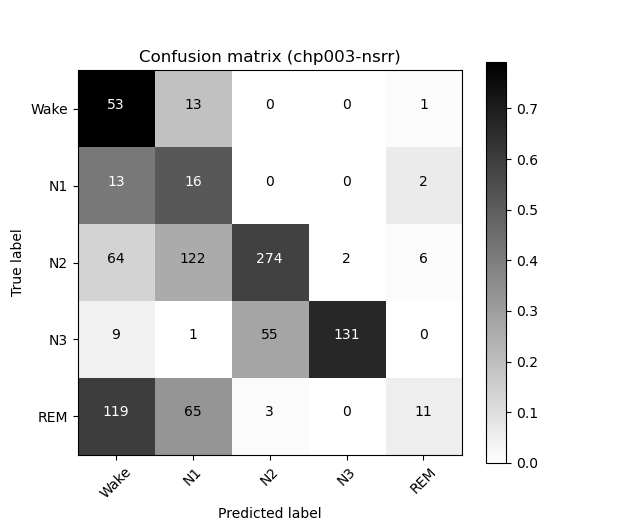 Confusion matrix (chp003-nsrr)
Wake 53 13 0 0 1
N1 13 16 0 0 2
N2 64 122 274 2 6
N3 9 1 55 131 0
REM 119 65 3 0 11
Wake N1 N2 N3 REM
Predicted label
True label
0.7
0.6
0.5
0.4
0.3
0.2
0.1
0.0